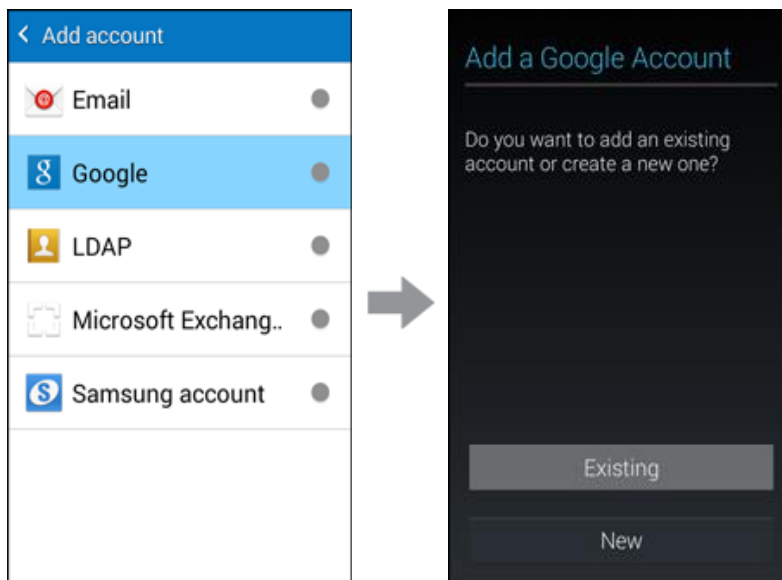 Add account
Email
Google
LDAP
Microsoft Exchang..
Samsung account
Add a Google Account
Do you want to add an existing
account or create a new one?
Existing
New